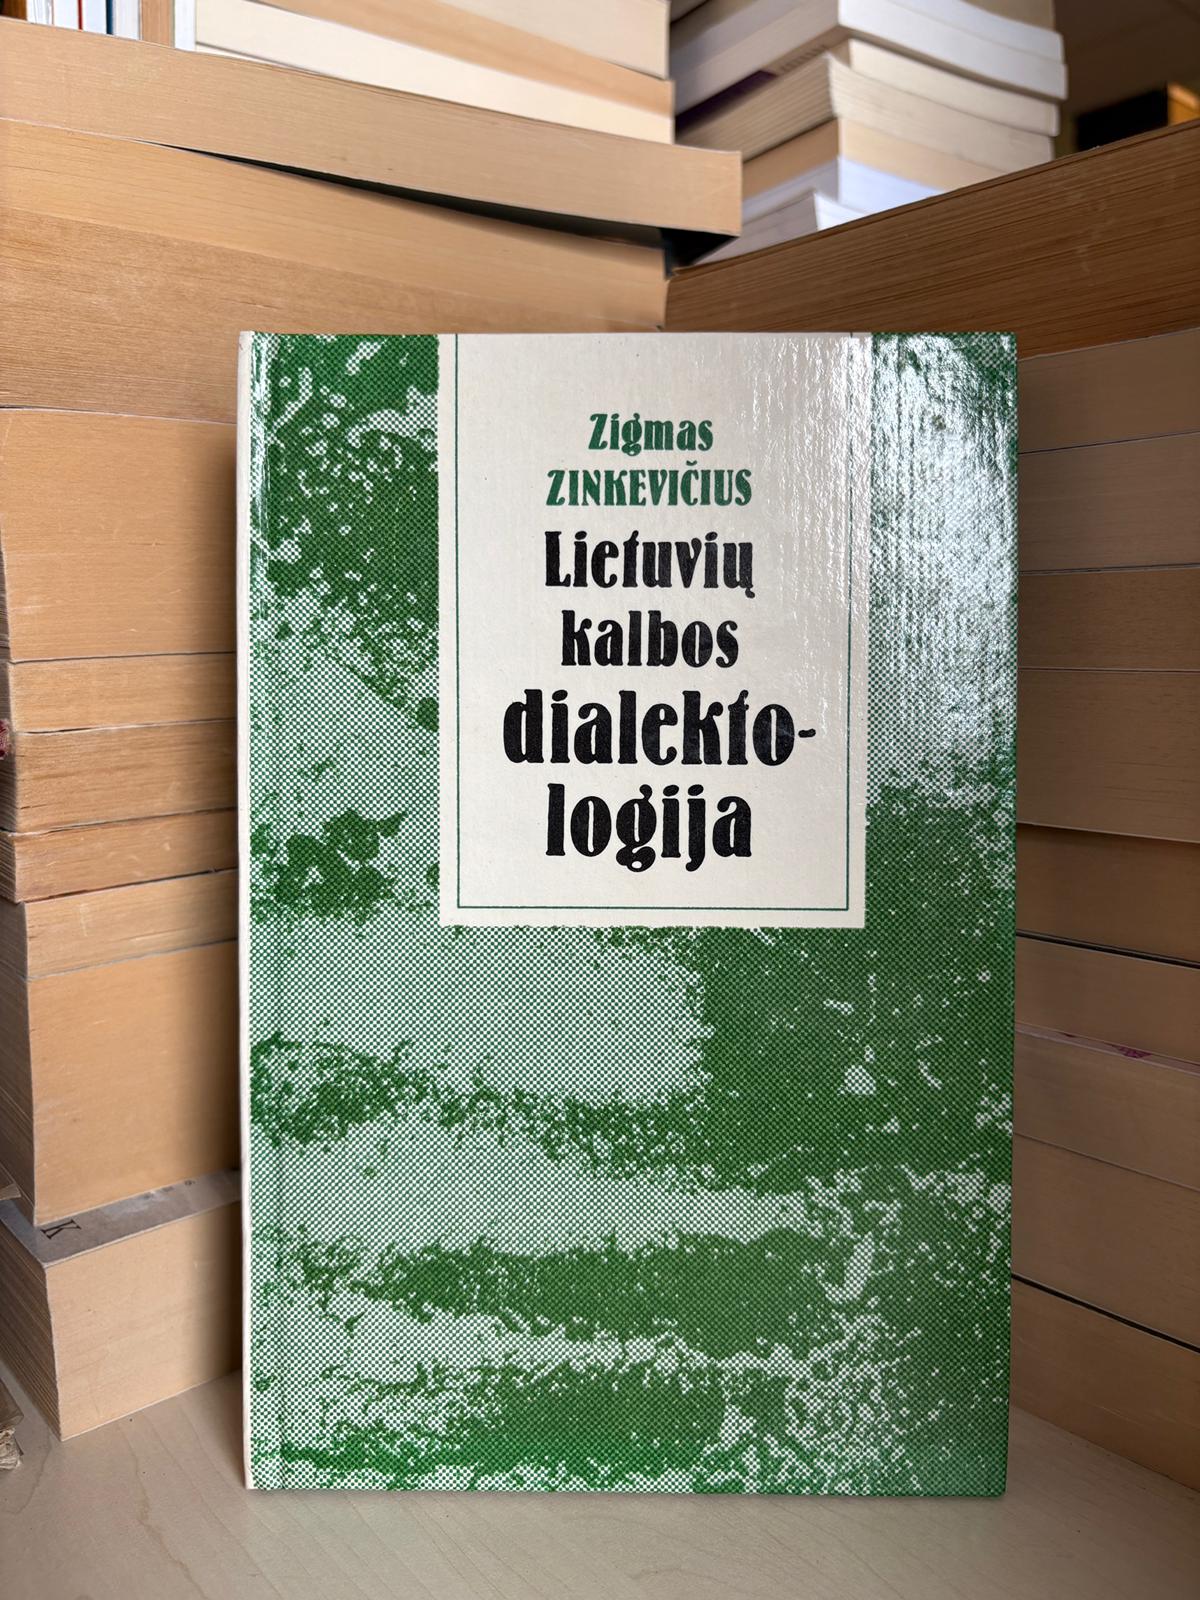 Zigmas
ZINKEVIČIUS
Lietuvių
kalbos
dialekto-
logija
K